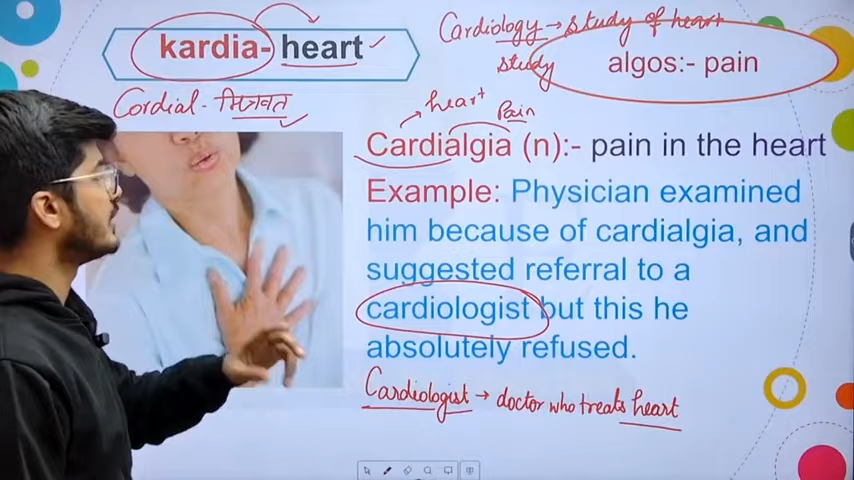 kardia- heart
Cardiology → study of heart
study
algos:- pain
Cordial - मिलवत
heart
Pain
Cardialgia (n):- pain in the heart
Example: Physician examined
him because of cardialgia, and
suggested referral to a
cardiologist but this he
absolutely refused.
Cardiologist → doctor who treats heart